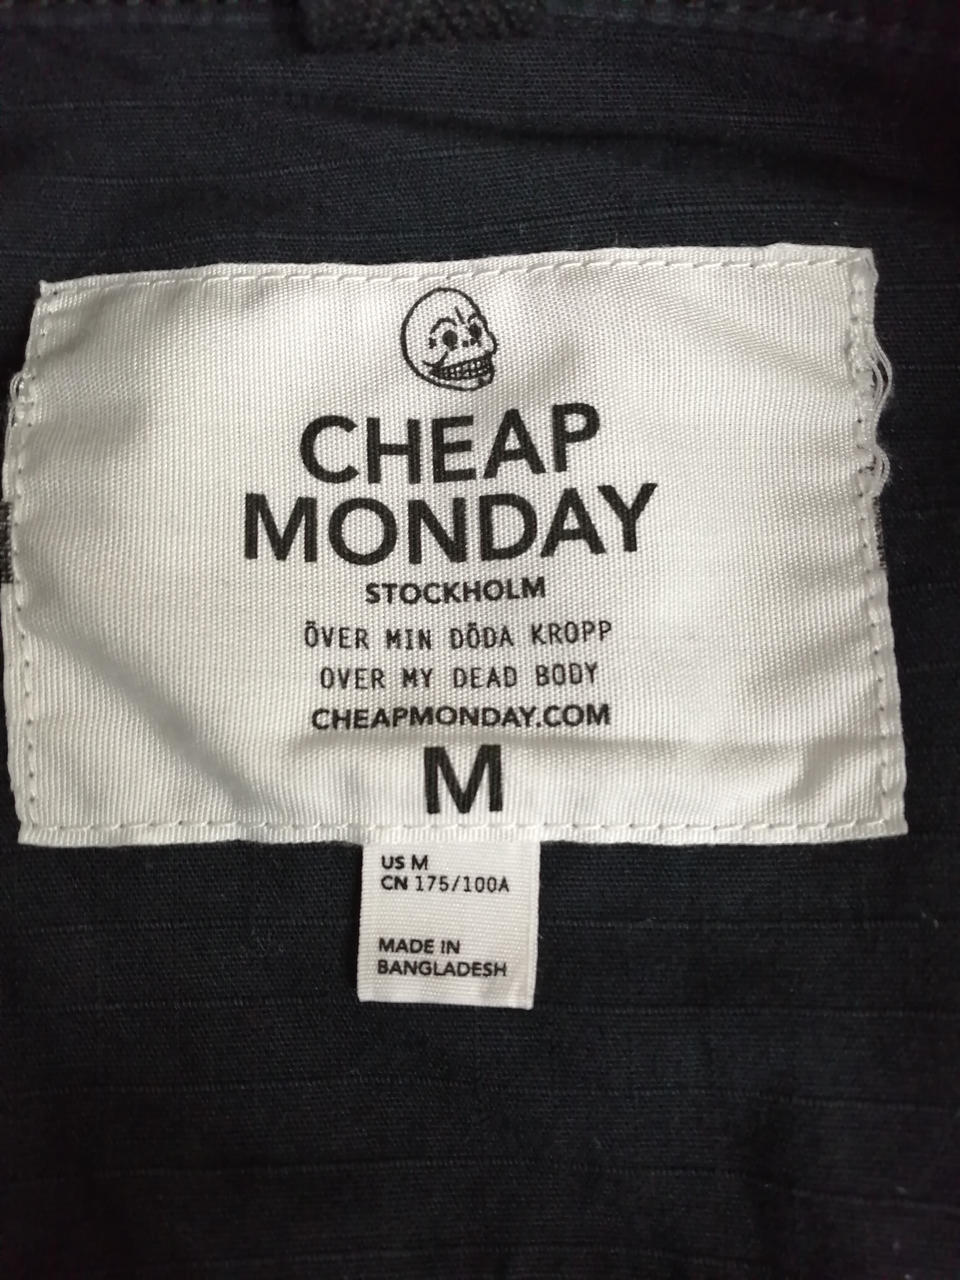 CHEAP
MONDAY
STOCKHOLM
ÖVER MIN DÖDA KROPP
OVER MY DEAD BODY
CHEAPMONDAY.COM
M
US M
CN 175/100A
MADE IN
BANGLADESH